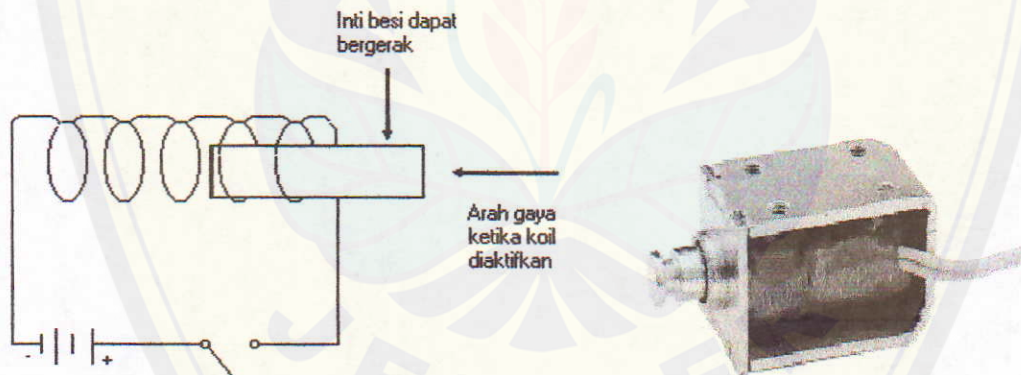 Inti besi dapat
bergerak
Arah gaya
ketika koil
diaktifkan
- +